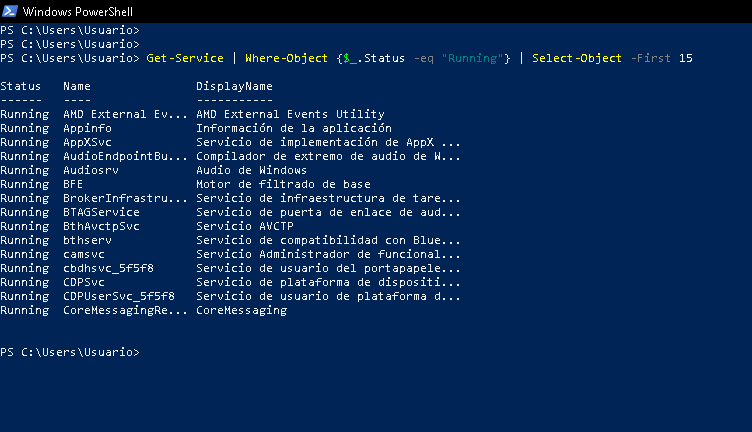 Windows PowerShell
PS C:\Users\Usuario>
PS C:\Users\Usuario>
PS C:\Users\Usuario> Get-Service | Where-Object {$_.Status -eq "Running"} | Select-Object -First 15
Status   Name               DisplayName
------   ----               -----------
Running  AMD External Ev... AMD External Events Utility
Running  Appinfo            Información de la aplicación
Running  AppXSvc            Servicio de implementación de AppX ...
Running  AudioEndpointBu... Compilador de extremo de audio de W...
Running  Audiosrv           Audio de Windows
Running  BFE                Motor de filtrado de base
Running  BrokerInfrastru... Servicio de infraestructura de tare...
Running  BTAGService        Servicio de puerta de enlace de aud...
Running  BthAvctpSvc        Servicio AVCTP
Running  bthserv            Servicio de compatibilidad con Blue...
Running  camsvc             Servicio Administrador de funcional...
Running  cbdhsvc_5f5f8      Servicio de usuario del portapapele...
Running  CDPSvc             Servicio de plataforma de dispositi...
Running  CDPUserSvc_5f5f8   Servicio de usuario de plataforma d...
Running  CoreMessagingRe... CoreMessaging
PS C:\Users\Usuario>